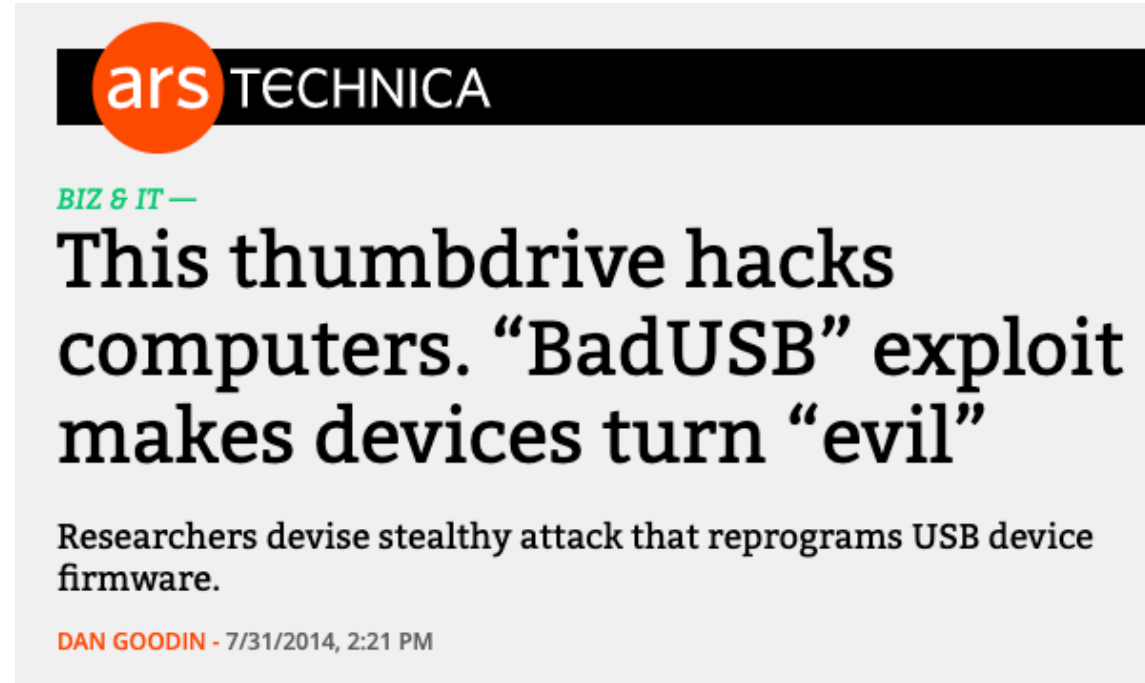 ars TECHNICA
BIZ & IT —
This thumbdrive hacks
computers. “BadUSB” exploit
makes devices turn “evil”
Researchers devise stealthy attack that reprograms USB device
firmware.
DAN GOODIN - 7/31/2014, 2:21 PM